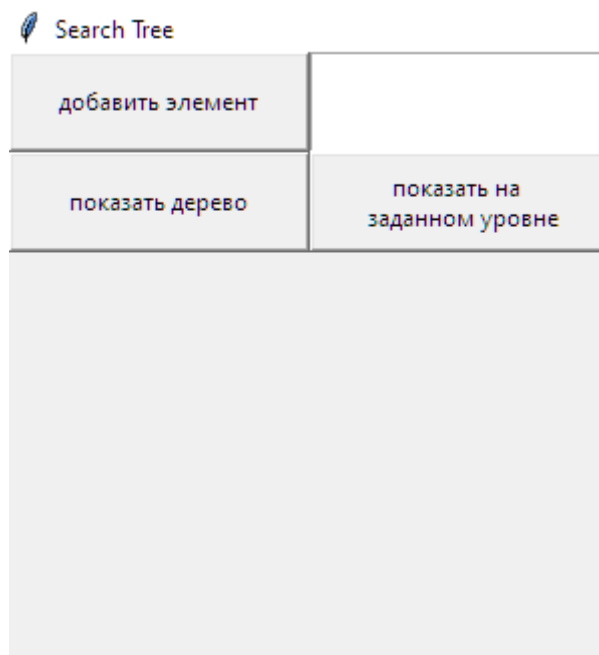 Search Tree
добавить элемент
показать дерево
показать на
заданном уровне